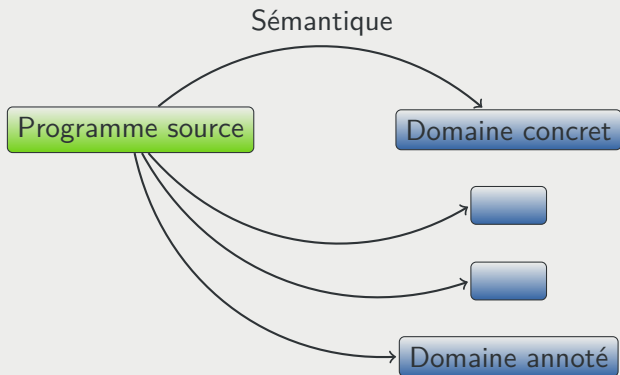 Sémantique
Programme source
Domaine concret
Domaine annoté